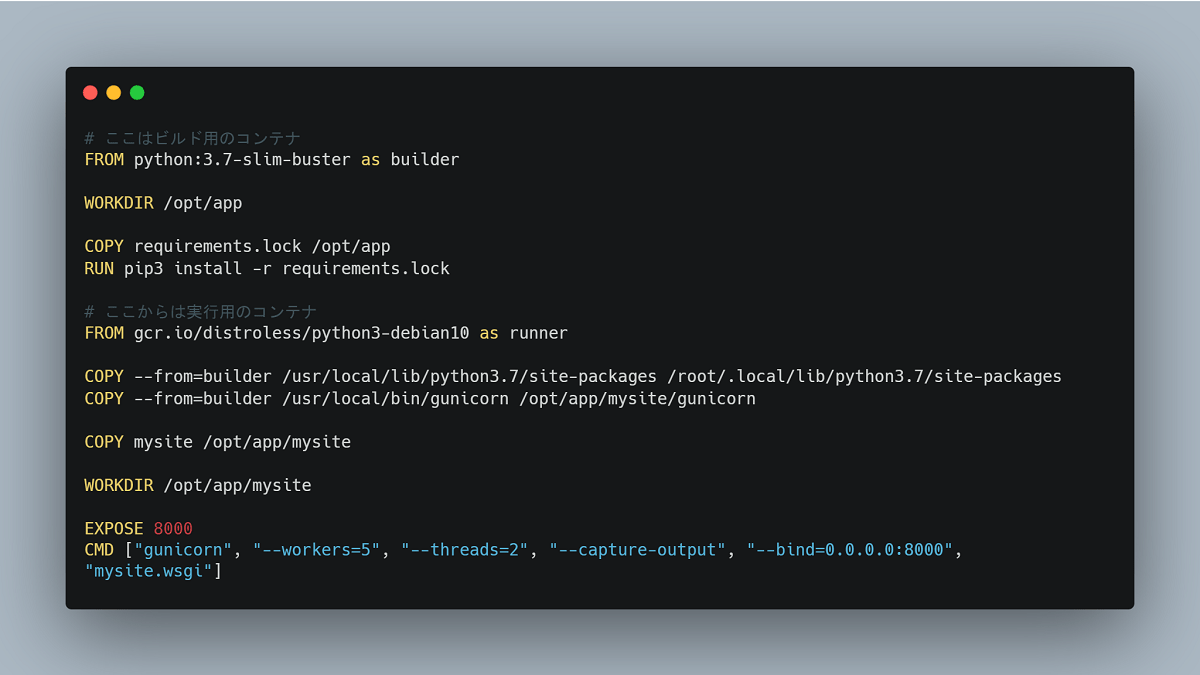 # ここはビルド用のコンテナ
FROM python:3.7-slim-buster as builder
WORKDIR /opt/app
COPY requirements.lock /opt/app
RUN pip3 install -r requirements.lock
# ここからは実行用のコンテナ
FROM gcr.io/distroless/python3-debian10 as runner
COPY --from=builder /usr/local/lib/python3.7/site-packages /root/.local/lib/python3.7/site-packages
COPY --from=builder /usr/local/bin/gunicorn /opt/app/mysite/gunicorn
COPY mysite /opt/app/mysite
WORKDIR /opt/app/mysite
EXPOSE 8000
CMD ["gunicorn", "--workers=5", "--threads=2", "--capture-output", "--bind=0.0.0.0:8000",
"mysite.wsgi"]